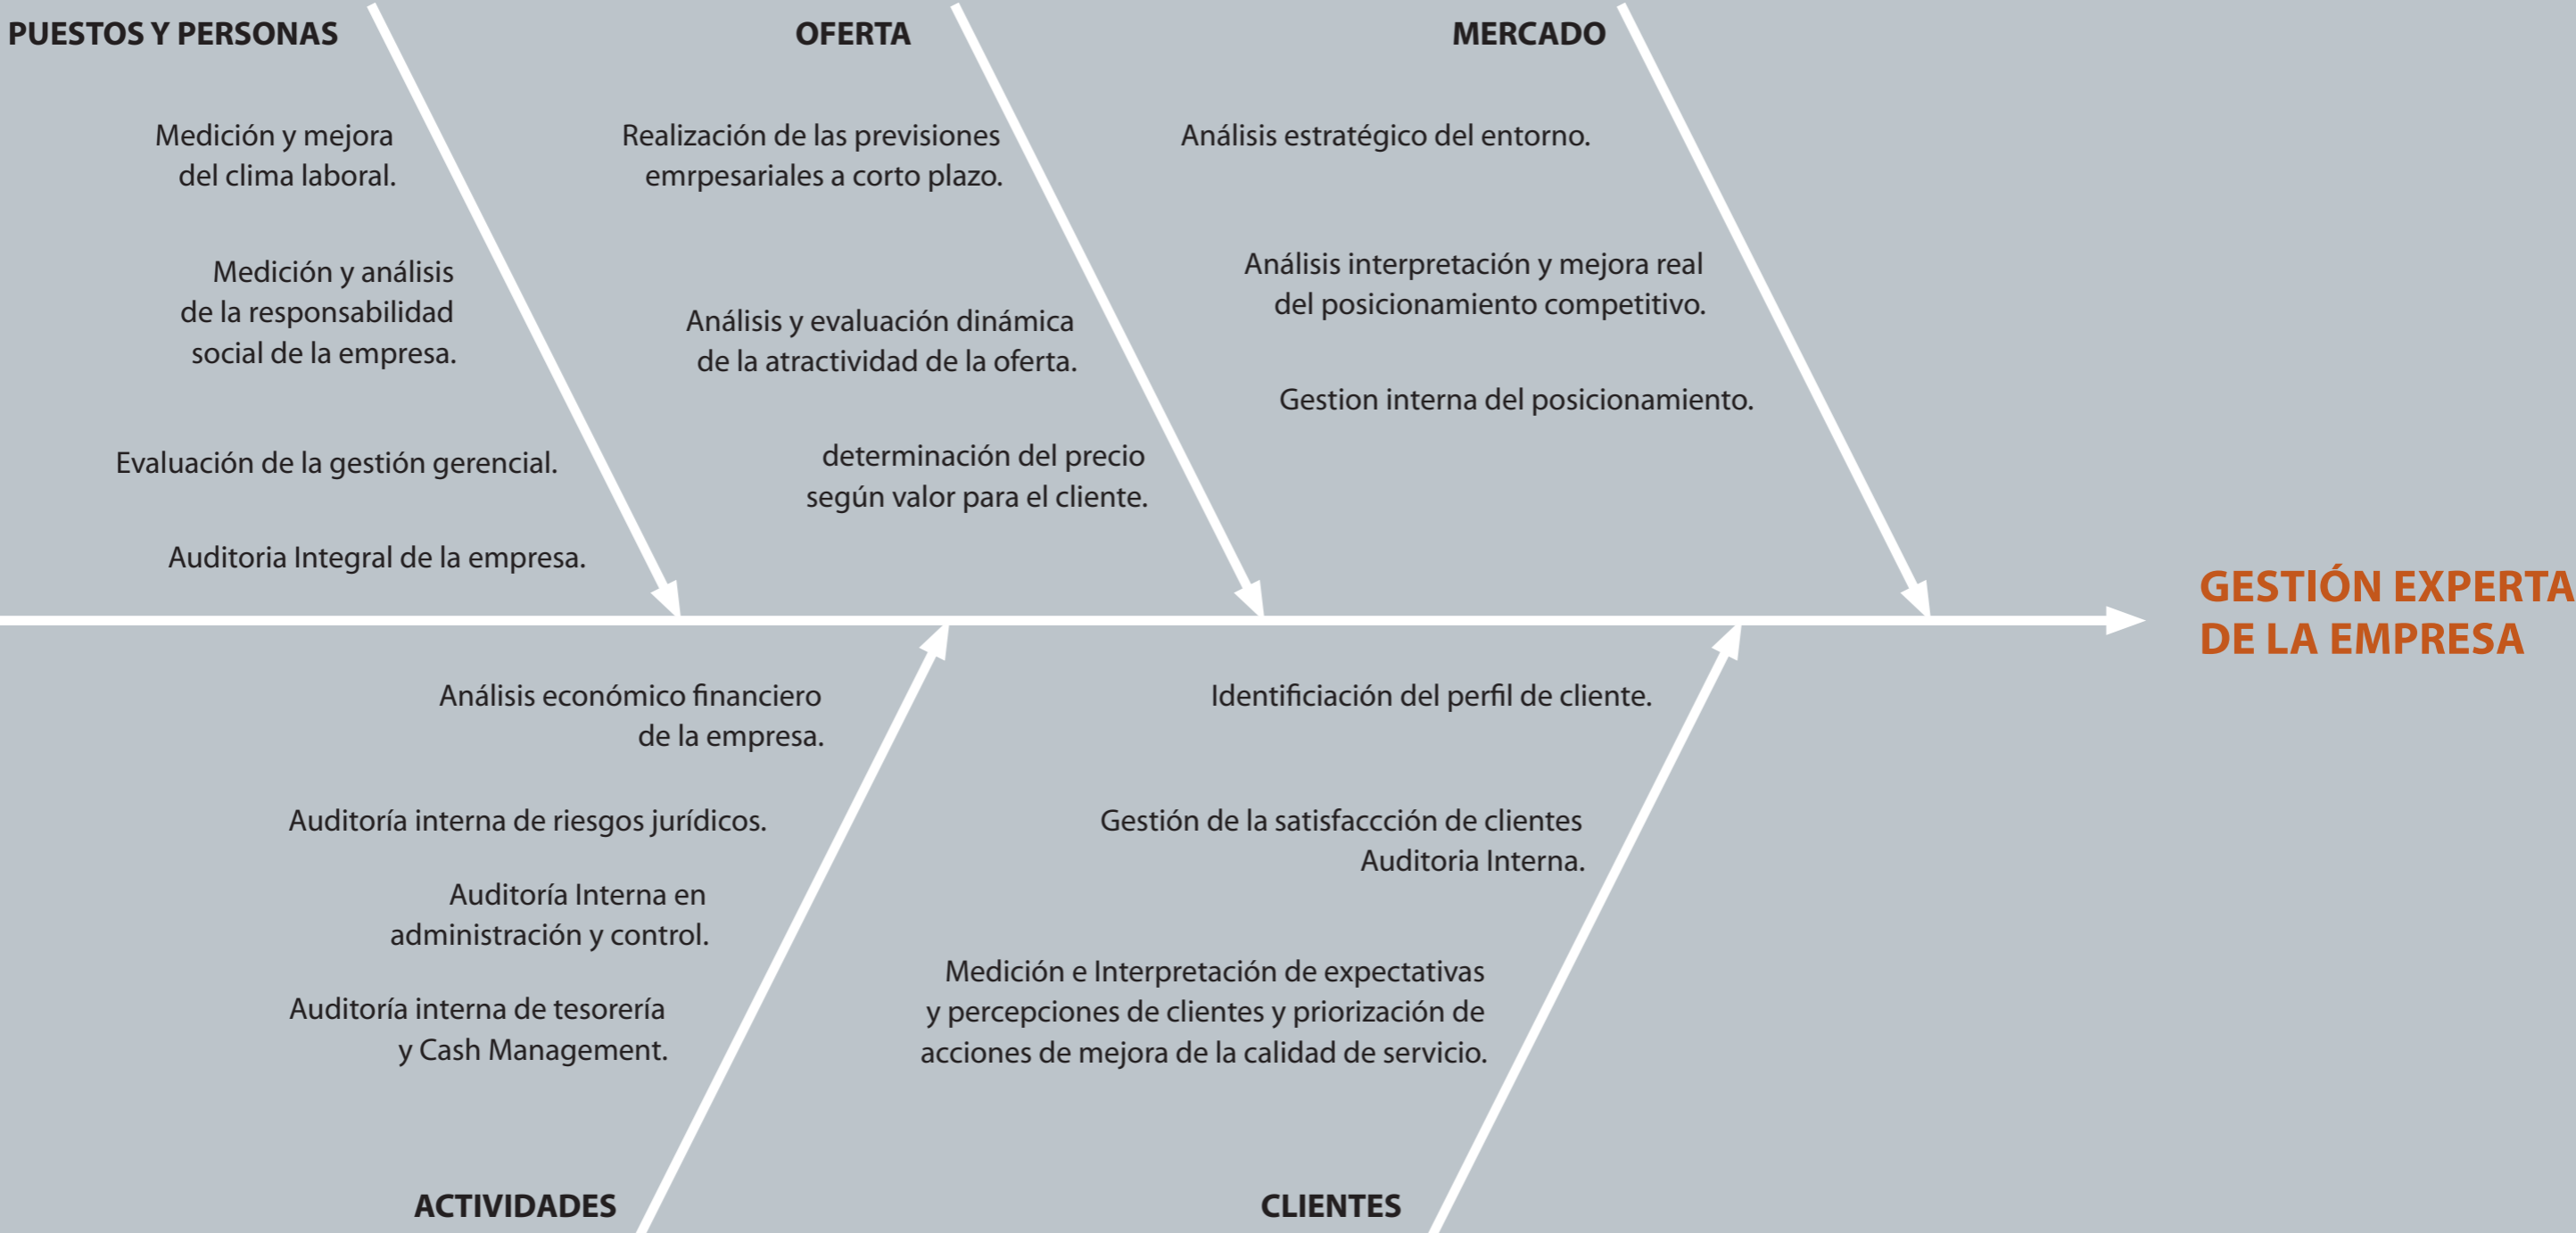 PUESTOS Y PERSONAS
Medición y mejora
del clima laboral.
Medición y análisis
de la responsabilidad
social de la empresa.
Evaluación de la gestión gerencial.
Auditoria Integral de la empresa.
OFERTA
Realización de las previsiones
emrpesariales a corto plazo.
Análisis y evaluación dinámica
de la atractividad de la oferta.
determinación del precio
según valor para el cliente.
MERCADO
Análisis estratégico del entorno.
Análisis interpretación y mejora real
del posicionamiento competitivo.
Gestion interna del posicionamiento.
GESTIÓN EXPERTA
DE LA EMPRESA
Análisis económico financiero
de la empresa.
Auditoría interna de riesgos jurídicos.
Auditoría Interna en
administración y control.
Auditoría interna de tesorería
y Cash Management.
ACTIVIDADES
Identificiación del perfil de cliente.
Gestión de la satisfaccción de clientes
Auditoria Interna.
Medición e Interpretación de expectativas
y percepciones de clientes y priorización de
acciones de mejora de la calidad de servicio.
CLIENTES